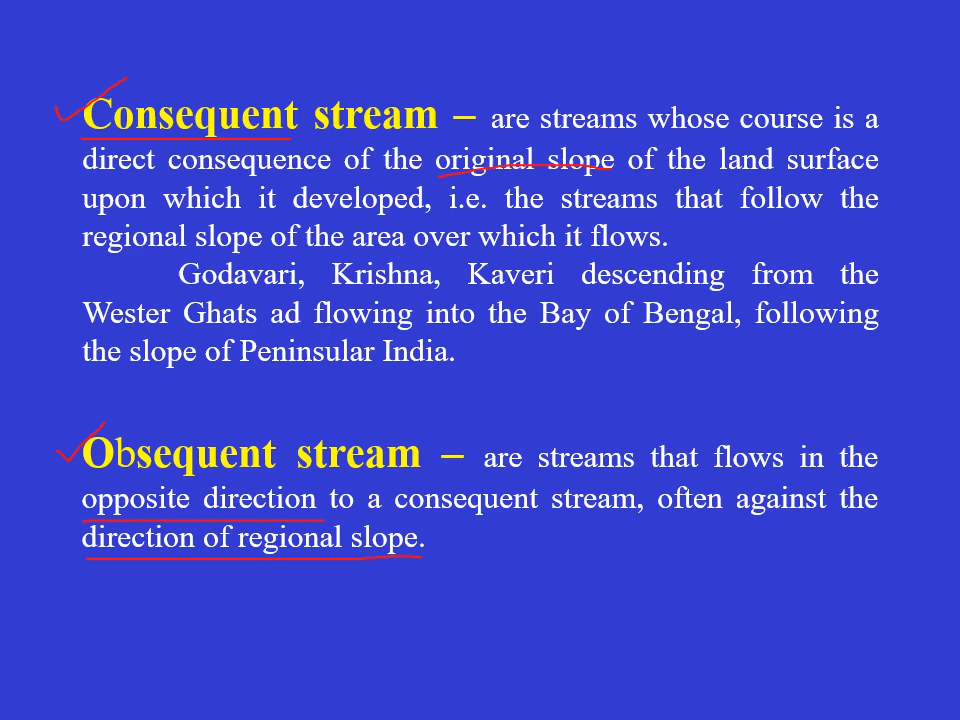 Consequent stream – are streams whose course is a
direct consequence of the original slope of the land surface
upon which it developed, i.e. the streams that follow the
regional slope of the area over which it flows.
Godavari, Krishna, Kaveri descending from the
Wester Ghats ad flowing into the Bay of Bengal, following
the slope of Peninsular India.
Obsequent stream – are streams that flows in the
opposite direction to a consequent stream, often against the
direction of regional slope.